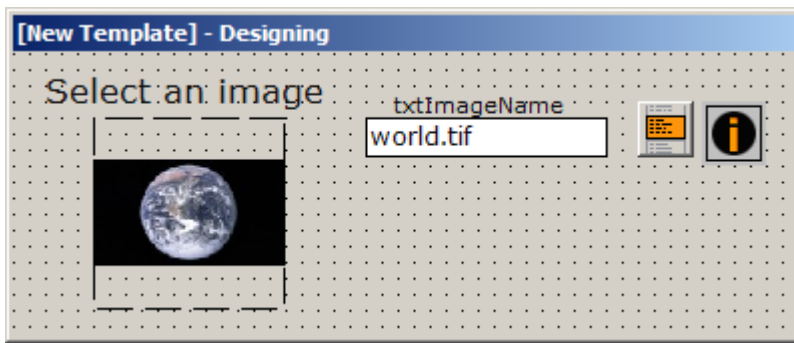 [New Template] - Designing
Select an image
txtImageName
world.tif